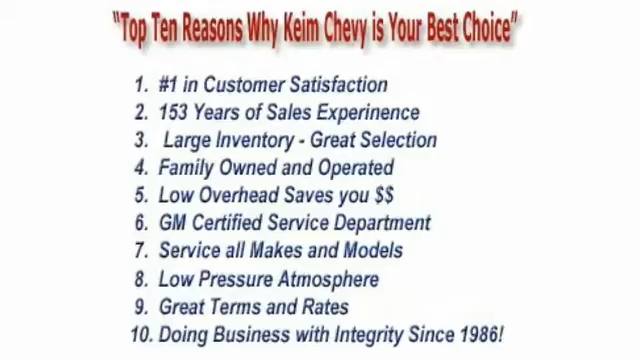 "Top Ten Reasons Why Keim Chevy is Your Best Choice"
1. #1 in Customer Satisfaction
2. 153 Years of Sales Experinence
3. Large Inventory - Great Selection
4. Family Owned and Operated
5. Low Overhead Saves you $$
6. GM Certified Service Department
7. Service all Makes and Models
8. Low Pressure Atmosphere
9. Great Terms and Rates
10. Doing Business with Integrity Since 1986!